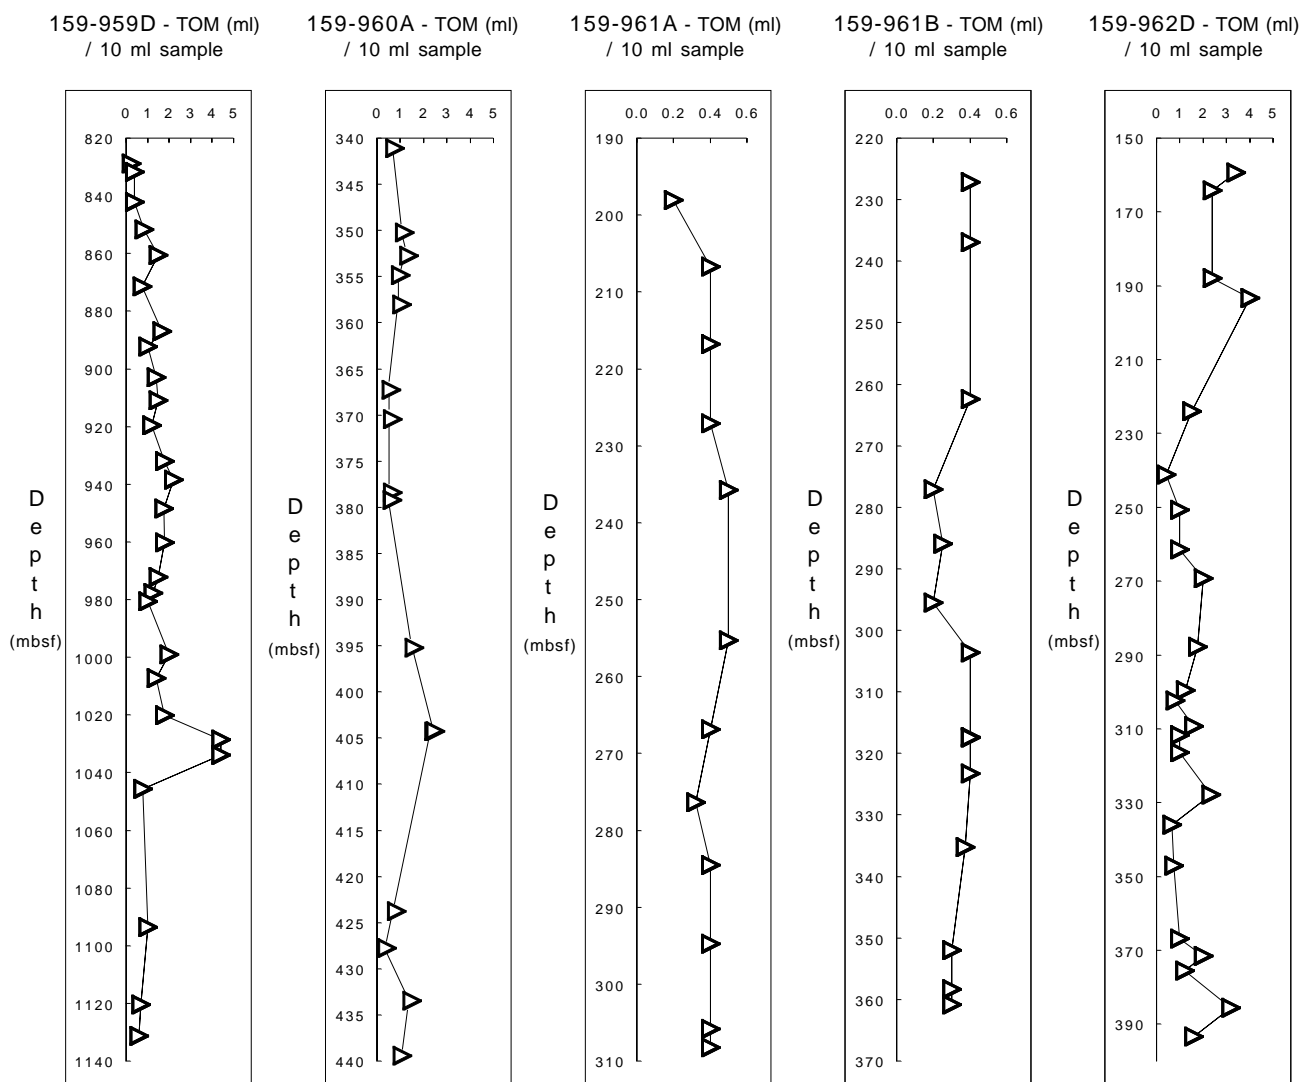 159-959D - TOM (ml)
/ 10 ml sample
0 1 2 3 4 5
820
840
860
880
900
920
940
960
980
1000
1020
1040
1060
1080
1100
1120
1140
D
e
p
t
h
(mbsf)
159-960A - TOM (ml)
/ 10 ml sample
0 1 2 3 4 5
340
345
350
355
360
365
370
375
380
385
390
395
400
405
410
415
420
425
430
435
440
D
e
p
t
h
(mbsf)
159-961A - TOM (ml)
/ 10 ml sample
0.0 0.2 0.4 0.6
190
200
210
220
230
240
250
260
270
280
290
300
310
D
e
p
t
h
(mbsf)
159-961B - TOM (ml)
/ 10 ml sample
0.0 0.2 0.4 0.6
220
230
240
250
260
270
280
290
300
310
320
330
340
350
360
370
D
e
p
t
h
(mbsf)
159-962D - TOM (ml)
/ 10 ml sample
0 1 2 3 4 5
150
170
190
210
230
250
270
290
310
330
350
370
390
D
e
p
t
h
(mbsf)